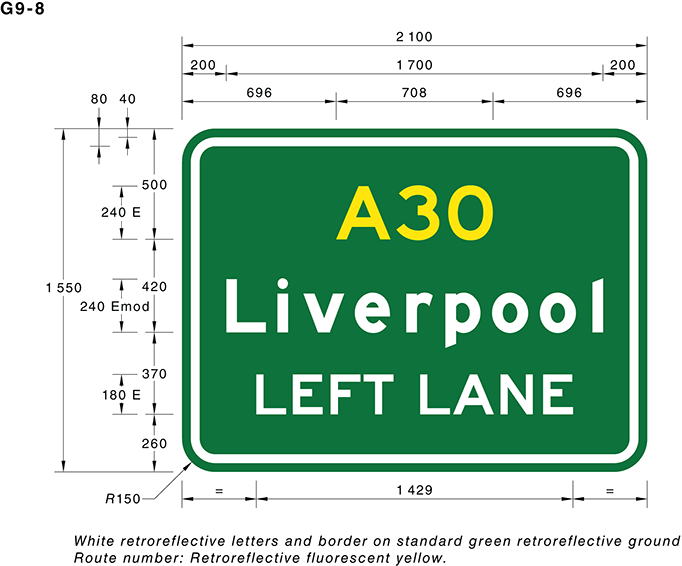 G9-8
2 100
200 1 700 200
696 708 696
80 40
500
240 E
A30
1 550
420
240 Emod
Liverpool
370
180 E
LEFT LANE
260
R150
= 1 429 =
White retroreflective letters and border on standard green retroreflective ground
Route number: Retroreflective fluorescent yellow.